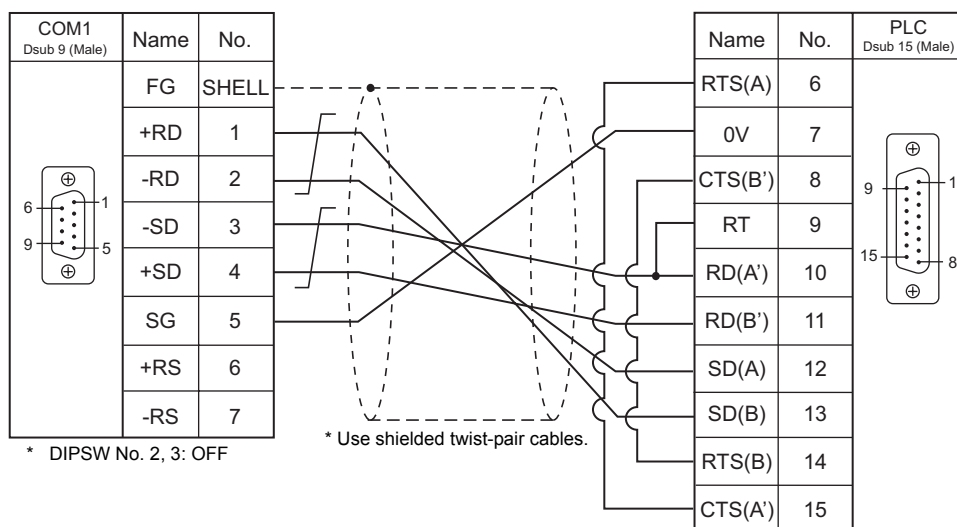 COM1
Dsub 9 (Male)
Name No.
FG SHELL
+RD 1
-RD 2
-SD 3
+SD 4
SG 5
+RS 6
-RS 7
6 1
9 5
* DIPSW No. 2, 3: OFF
* Use shielded twist-pair cables.
Name No.
PLC
Dsub 15 (Male)
RTS(A) 6
0V 7
CTS(B’) 8
RT 9
RD(A’) 10
RD(B’) 11
SD(A) 12
SD(B) 13
RTS(B) 14
CTS(A’) 15
9 1
15 8